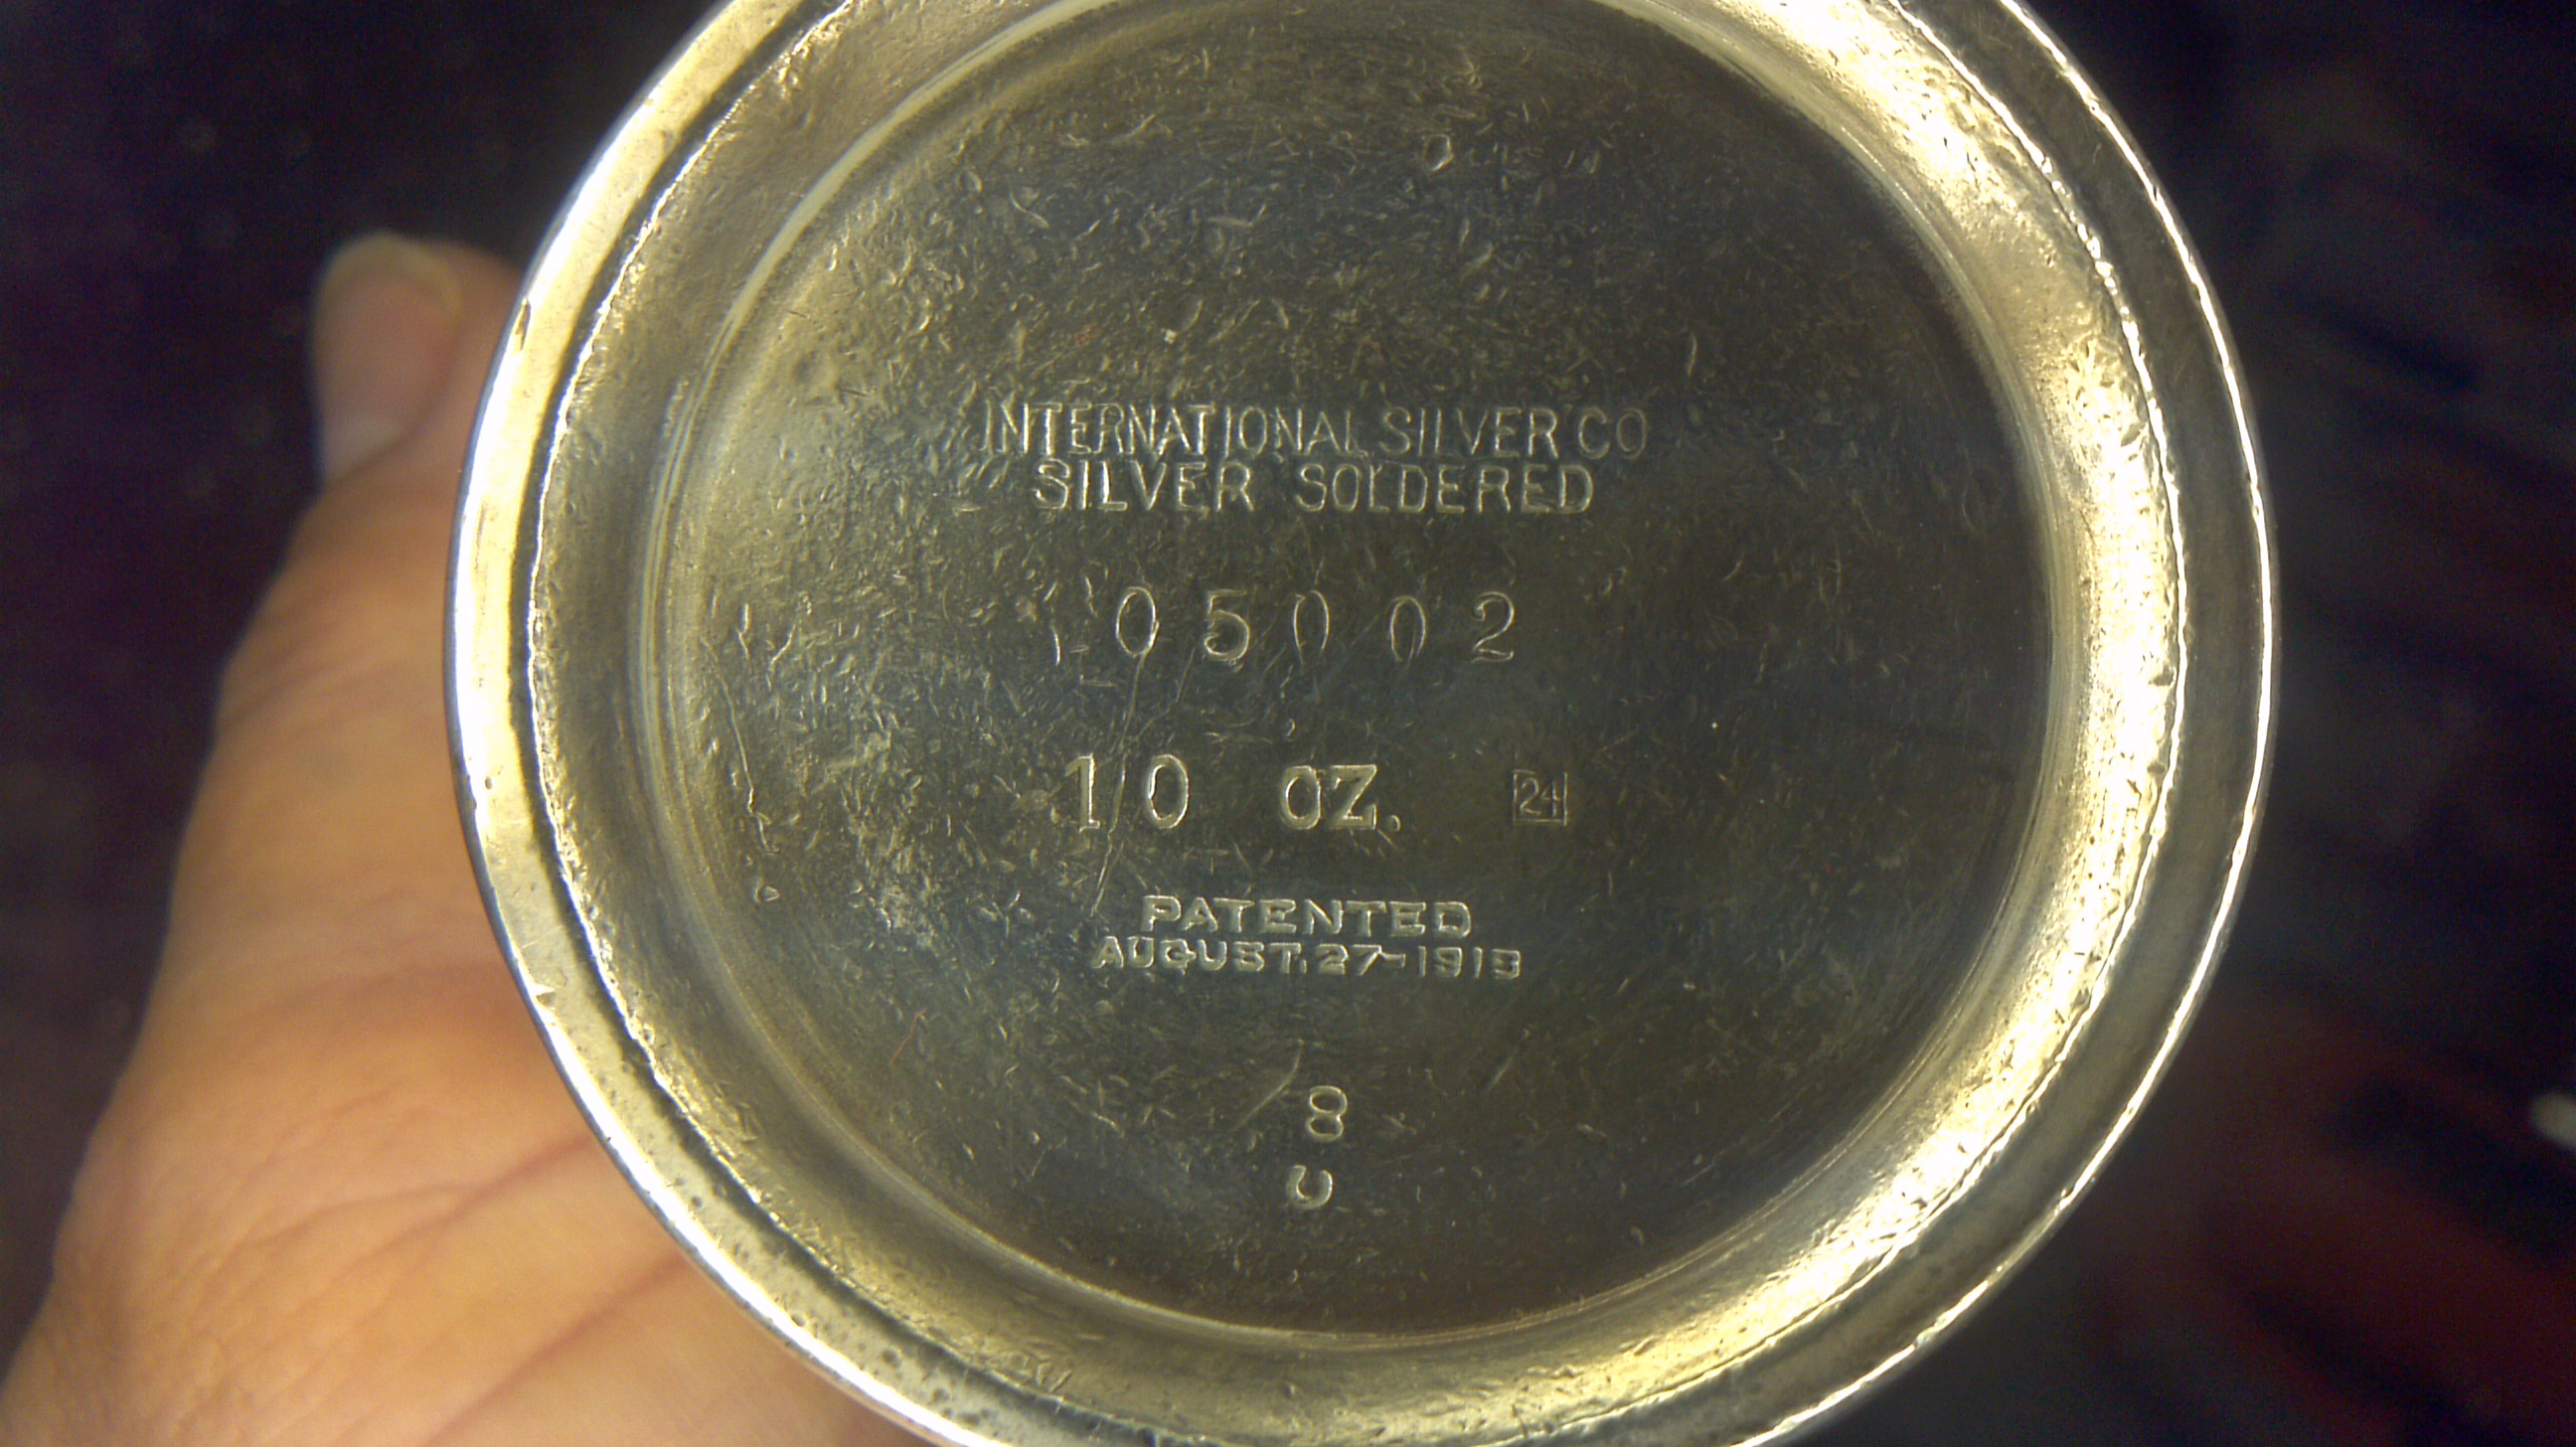 INTERNATIONAL SILVER CO
SILVER SOLDERED
05002
10 OZ. 24
PATENTED
AUGUST, 27-1918
8